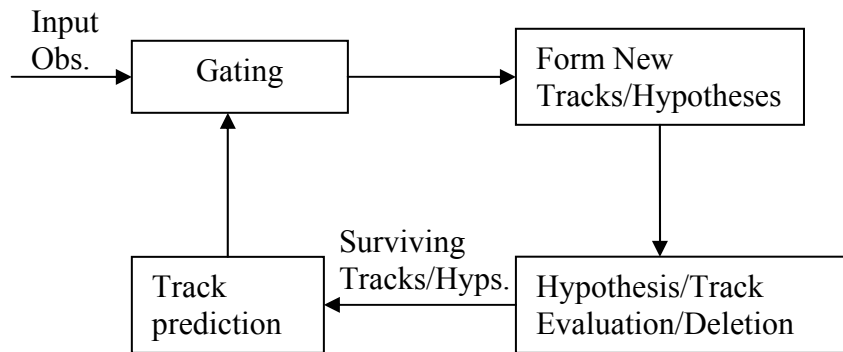 Input
Obs.
Gating
Form New
Tracks/Hypotheses
Surviving
Tracks/Hyps.
Track
prediction
Hypothesis/Track
Evaluation/Deletion